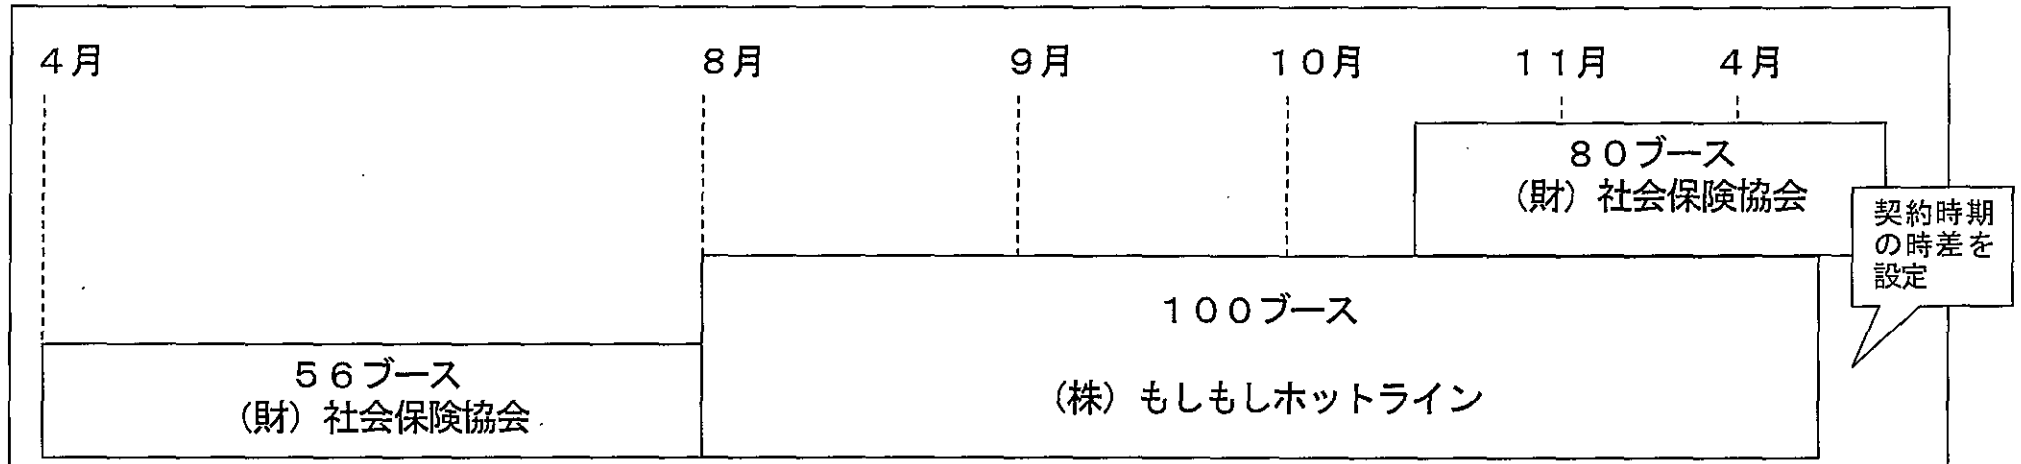 ４月
８月
９月
１０月
１１月
４月
８０ブース
（財）社会保険協会
契約時期
の時差を
設定
１００ブース
（株）もしもしホットライン
５６ブース
（財）社会保険協会